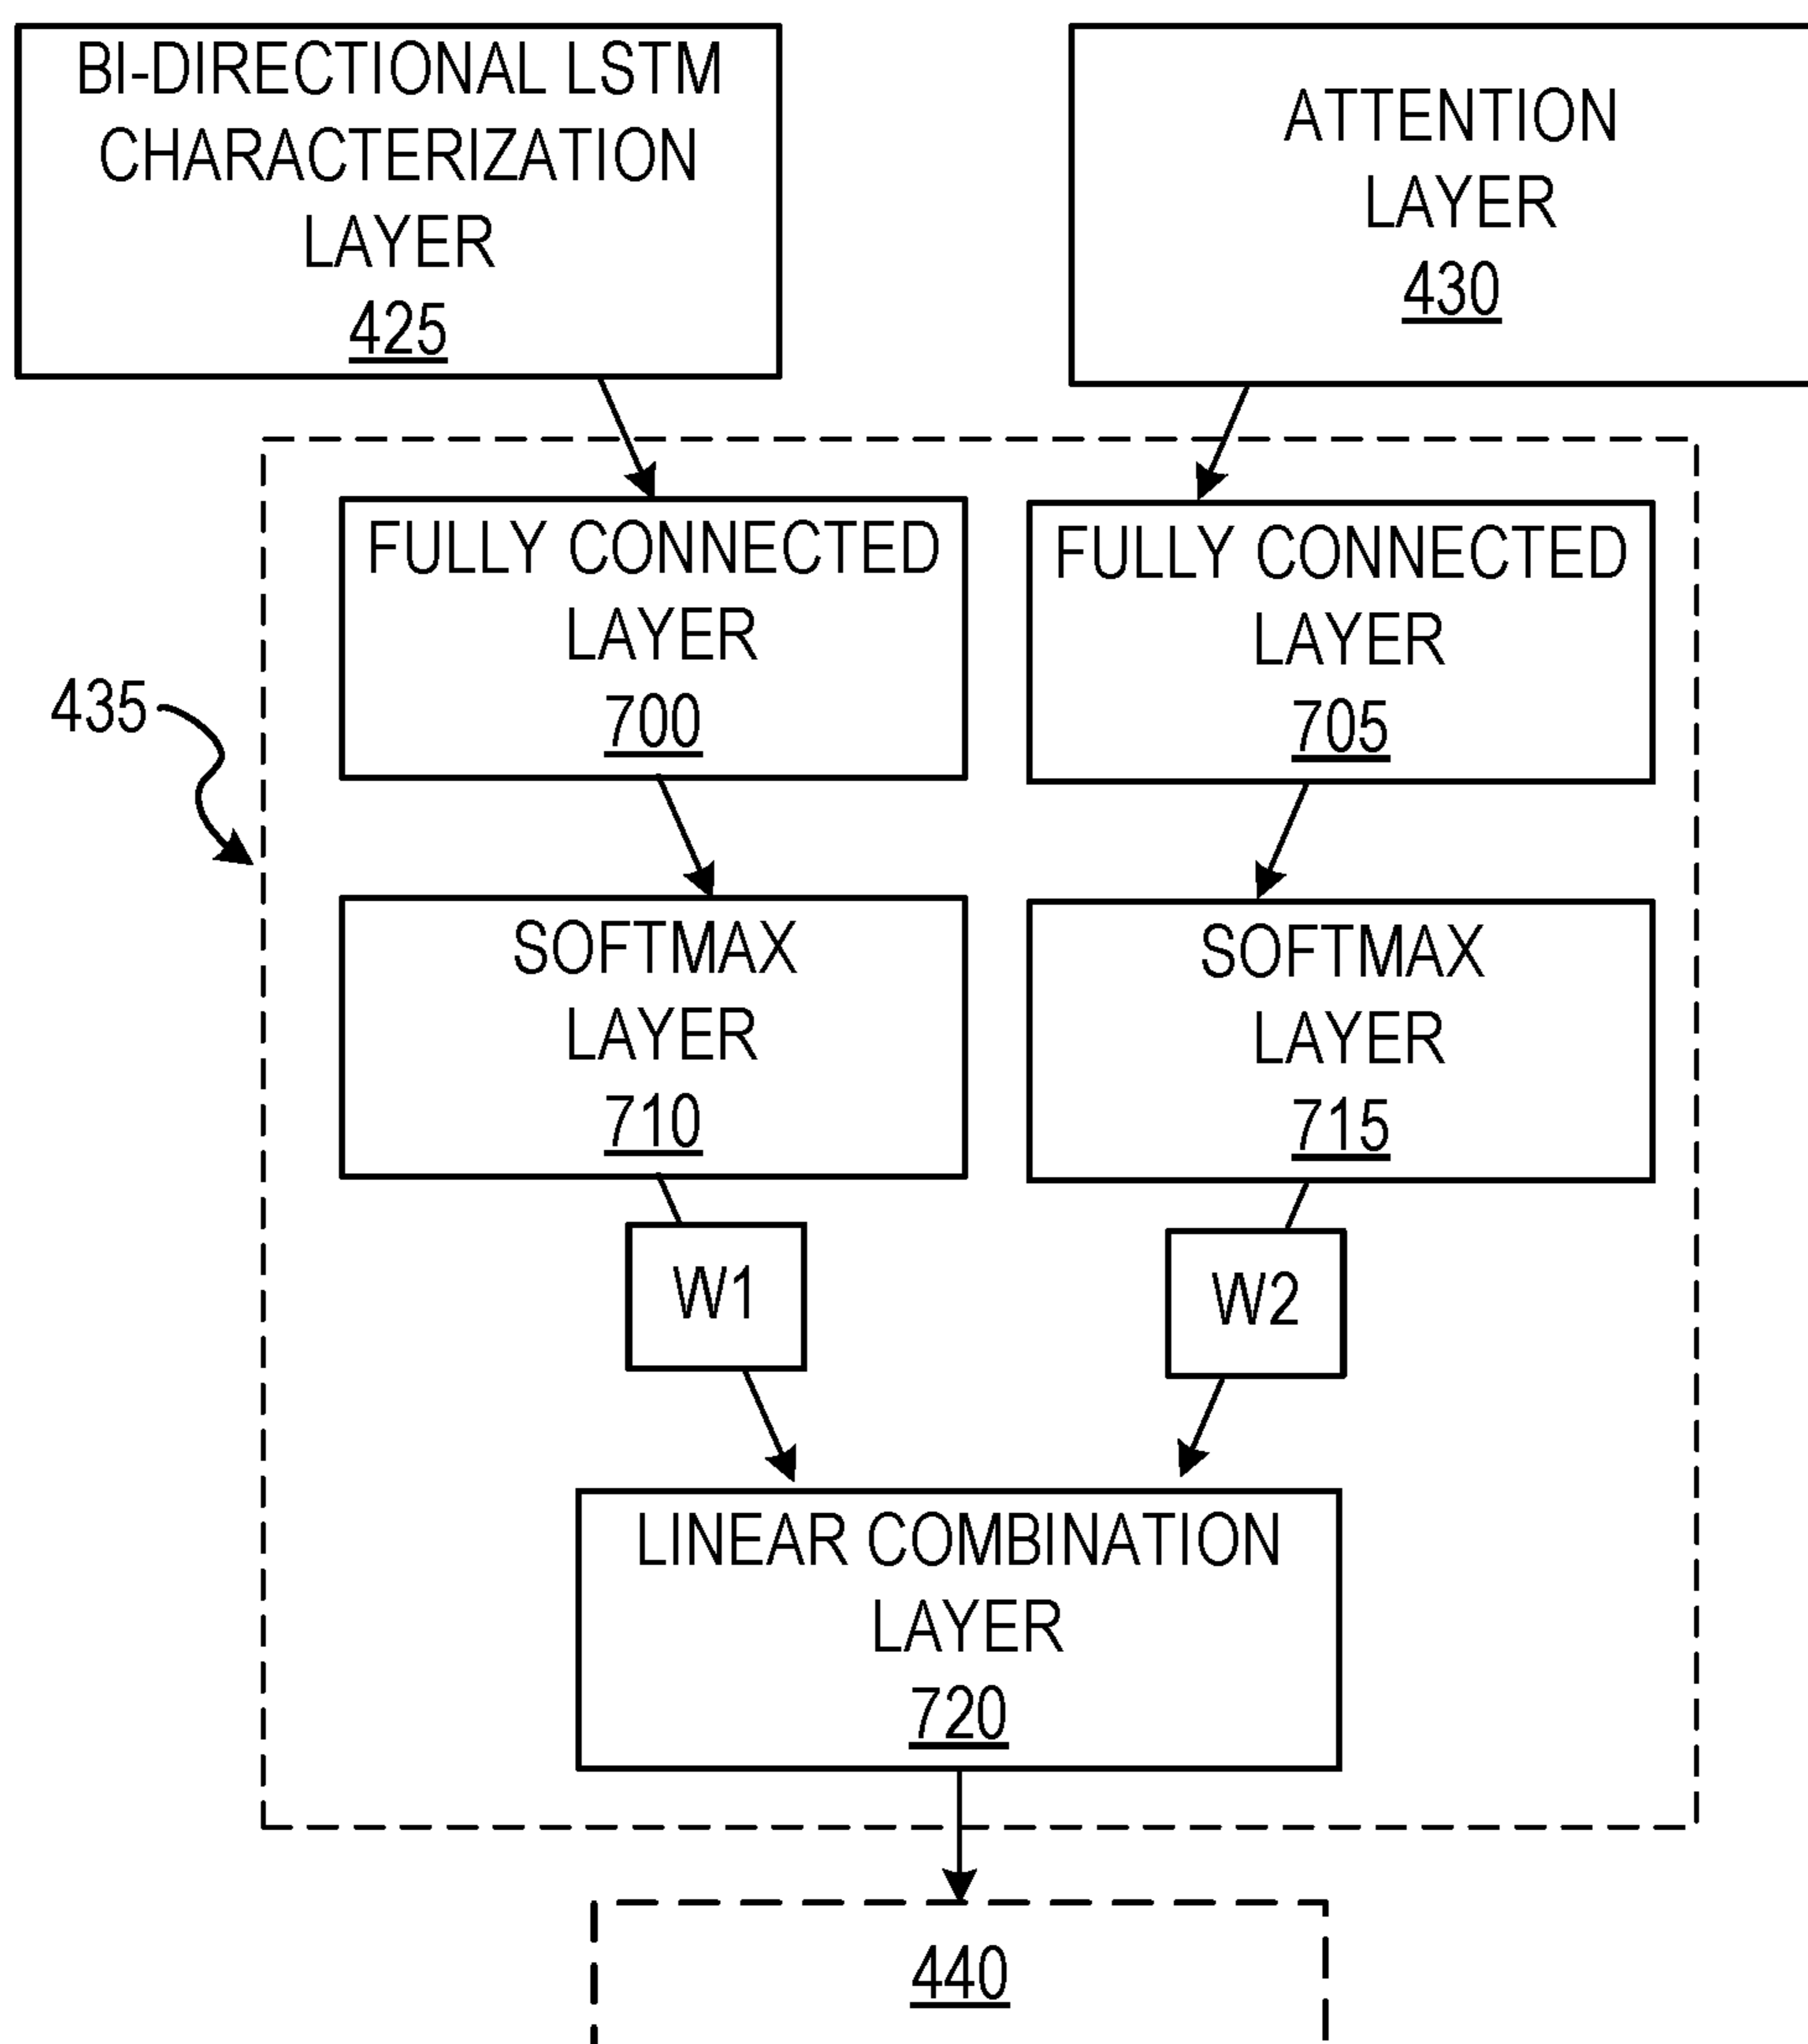 BI-DIRECTIONAL LSTM
CHARACTERIZATION
LAYER
425
ATTENTION
LAYER
430
435
FULLY CONNECTED
LAYER
700
FULLY CONNECTED
LAYER
705
SOFTMAX
LAYER
710
SOFTMAX
LAYER
715
W1
W2
LINEAR COMBINATION
LAYER
720
440